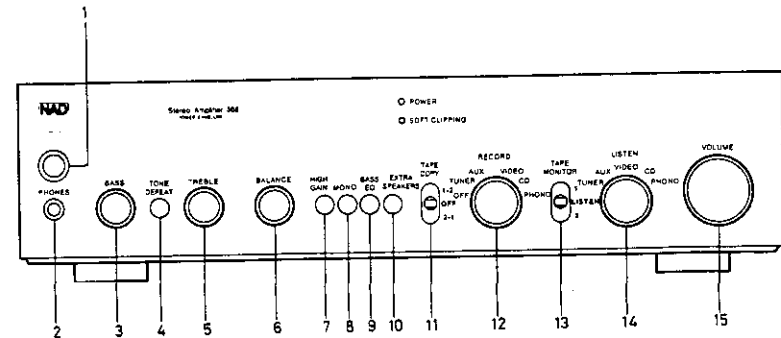 1
NAD
Stereo Amplifier
POWER
SOFT CLIPPING
PHONES
BASS
TONE
DEFEAT
TREBLE
BALANCE
HIGH
GAIN
MONO
BASS
EQ
EXTRA
SPEAKERS
TAPE
COPY
1-2
OFF
2-1
RECORD
AUX VIDEO
TUNER CD
OFF PHONO
TAPE
MONITOR
1
LISTEN
2
LISTEN
VIDEO
AUX CD
TUNER PHONO
VOLUME
2 3 4 5 6 7 8 9 10 11 12 13 14 15